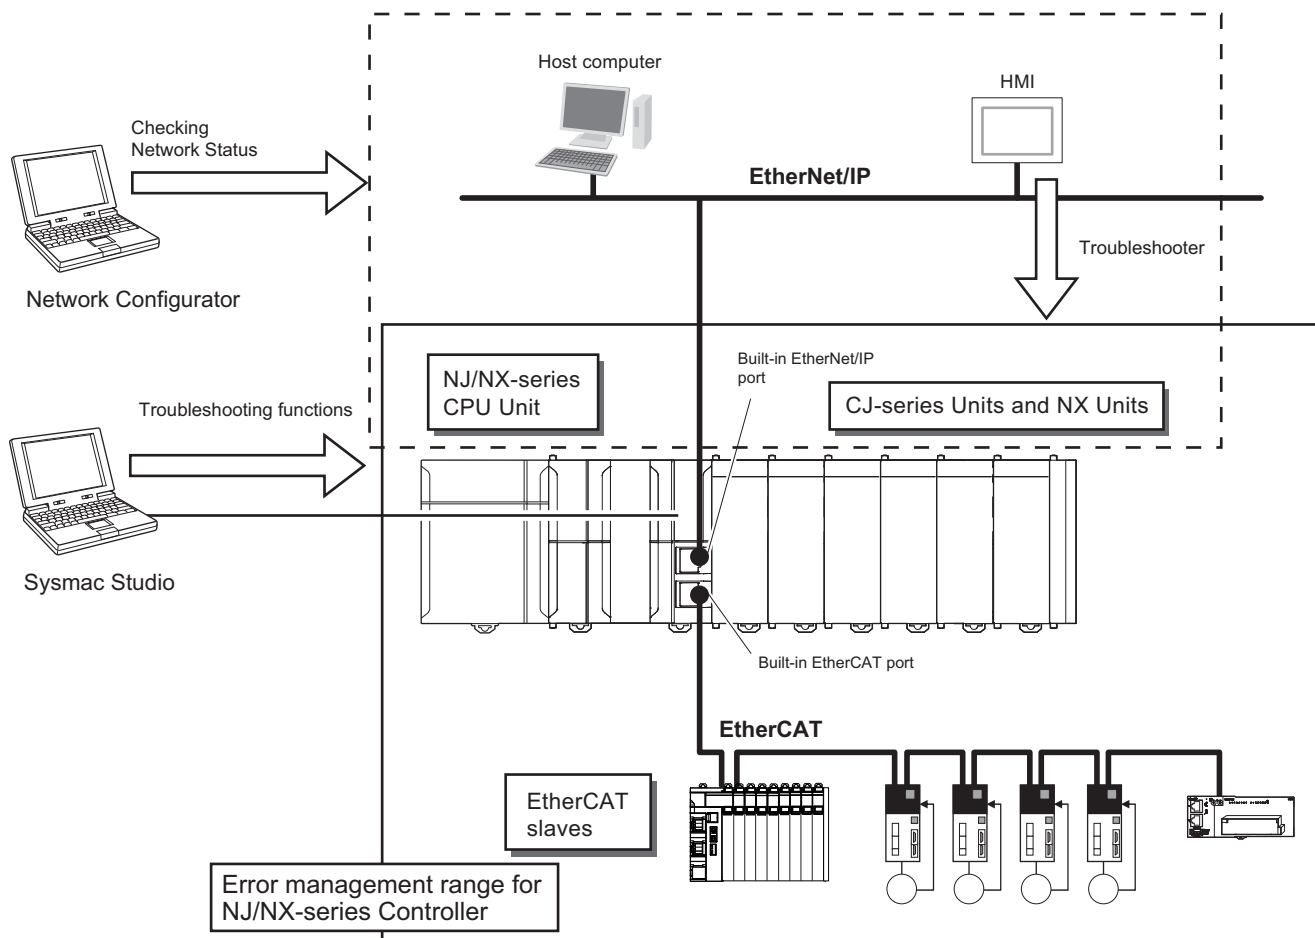 Host computer
HMI
Checking
Network Status
EtherNet/IP
Troubleshooter
Network Configurator
Built-in EtherNet/IP
port
NJ/NX-series
CPU Unit
CJ-series Units and NX Units
Troubleshooting functions
Sysmac Studio
Built-in EtherCAT port
EtherCAT
EtherCAT
slaves
Error management range for
NJ/NX-series Controller